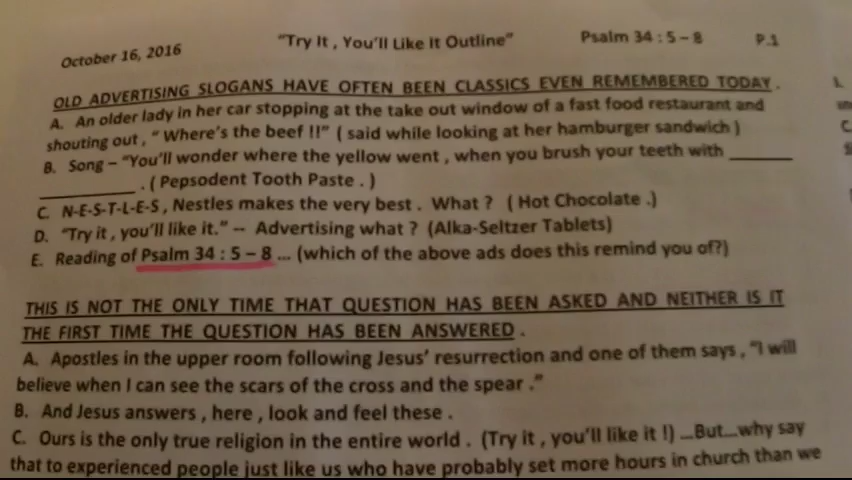 October 16, 2016 "Try It , You'll Like It Outline" Psalm 34 : 5 – 8 P.1
OLD ADVERTISING SLOGANS HAVE OFTEN BEEN CLASSICS EVEN REMEMBERED TODAY .
A. An older lady in her car stopping at the take out window of a fast food restaurant and
shouting out , " Where's the beef !!" ( said while looking at her hamburger sandwich )
B. Song – "You'll wonder where the yellow went , when you brush your teeth with ______
_________ . ( Pepsodent Tooth Paste . )
C. N-E-S-T-L-E-S , Nestles makes the very best . What ? ( Hot Chocolate .)
D. "Try it , you'll like it." -- Advertising what ? (Alka-Seltzer Tablets)
E. Reading of Psalm 34 : 5 – 8 ... (which of the above ads does this remind you of?)
THIS IS NOT THE ONLY TIME THAT QUESTION HAS BEEN ASKED AND NEITHER IS IT
THE FIRST TIME THE QUESTION HAS BEEN ANSWERED .
A. Apostles in the upper room following Jesus' resurrection and one of them says , "I will
believe when I can see the scars of the cross and the spear ."
B. And Jesus answers , here , look and feel these .
C. Ours is the only true religion in the entire world . (Try it , you'll like it !) ...But...why say
that to experienced people just like us who have probably set more hours in church than we